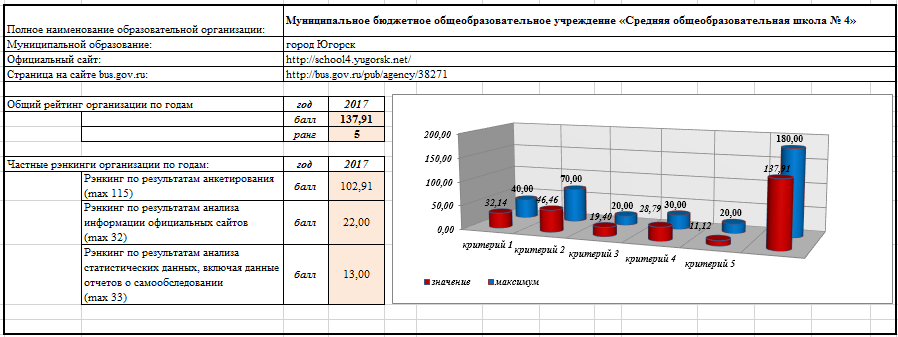 Полное наименование образовательной организации: Муниципальное бюджетное общеобразовательное учреждение «Средняя общеобразовательная школа № 4»
Муниципальной образование: город Югорск
Официальный сайт: http://school4.yugorsk.net/
Страница на сайте bus.gov.ru: http://bus.gov.ru/pub/agency/38271
Общий рейтинг организации по годам год 2017
балл 137,91
ранг 5
Частные рэнкинги организации по годам: год 2017
Рэнкинг по результатам анкетирования
(max 115) балл 102,91
Рэнкинг по результатам анализа
информации официальных сайтов
(max 32) балл 22,00
Рэнкинг по результатам анализа
статистических данных, включая данные
отчетов о самообследовании
(max 33) балл 13,00
200,00
150,00
100,00
50,00
0,00
32,14 40,00
46,46 70,00
19,40 20,00
28,79 30,00
11,12 20,00
137,91 180,00
критерий 1
критерий 2
критерий 3
критерий 4
критерий 5
значение максимум